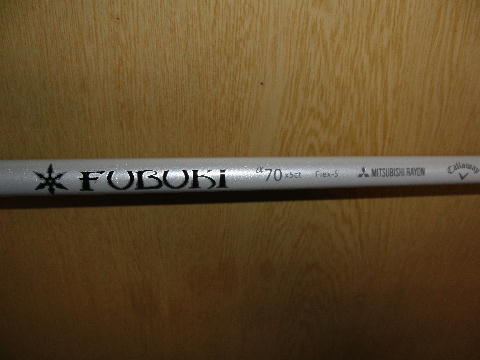 FUBUKI α70 x5ct Flex-S MITSUBISHI RAYON Callaway